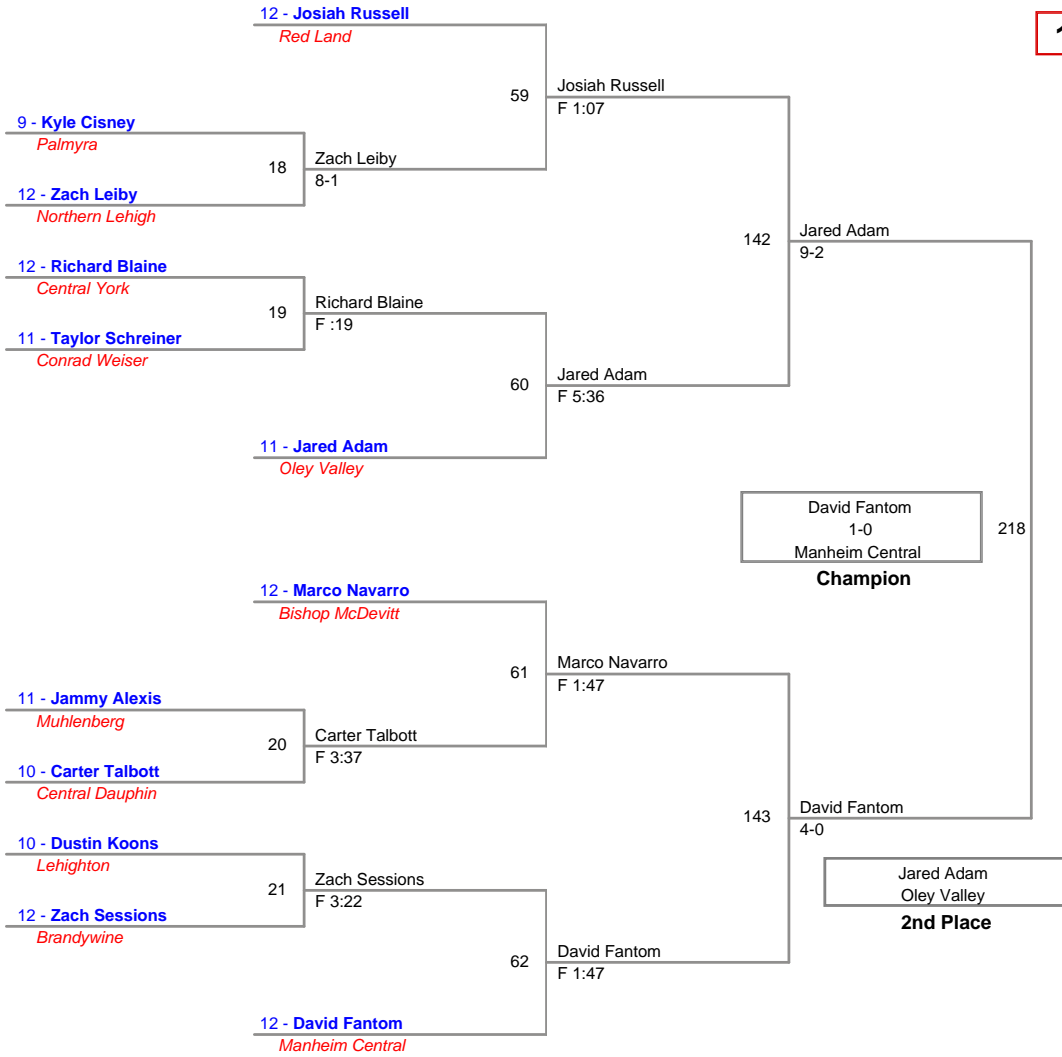 12 - Josiah Russell
Red Land
59
Josiah Russell
F 1:07
9 - Kyle Cisney
Palmyra
18
Zach Leiby
8-1
12 - Zach Leiby
Northern Lehigh
142
Jared Adam
9-2
12 - Richard Blaine
Central York
19
Richard Blaine
F :19
11 - Taylor Schreiner
Conrad Weiser
60
Jared Adam
F 5:36
11 - Jared Adam
Oley Valley
David Fantom
1-0
Manheim Central
Champion
218
12 - Marco Navarro
Bishop McDevitt
61
Marco Navarro
F 1:47
11 - Jammy Alexis
Muhlenberg
20
Carter Talbott
F 3:37
10 - Carter Talbott
Central Dauphin
143
David Fantom
4-0
10 - Dustin Koons
Lehighton
21
Zach Sessions
F 3:22
12 - Zach Sessions
Brandywine
Jared Adam
Oley Valley
2nd Place
62
David Fantom
F 1:47
12 - David Fantom
Manheim Central